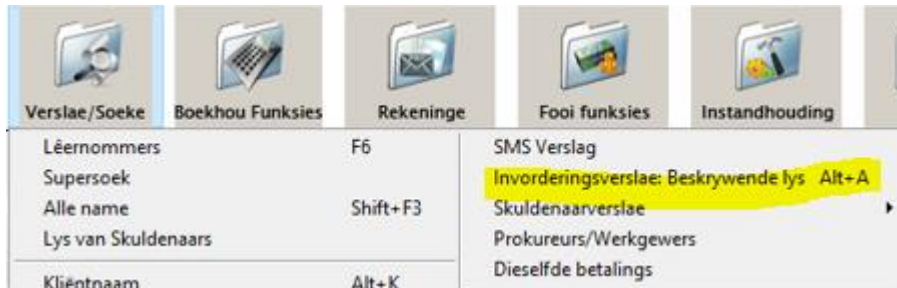 Verslae/Soeke Boekhou Funksies Rekeninge Fooi funksies Instandhouding
Lêernommers F6
Supersoek
Alle name Shift+F3
Lys van Skuldenaars
Kliëntnaam Alt+K
SMS Verslag
Invorderingsverslae: Beskrywende lys Alt+A
Skuldenaarverslae
Prokureurs/Werkgewers
Dieselfde betalings